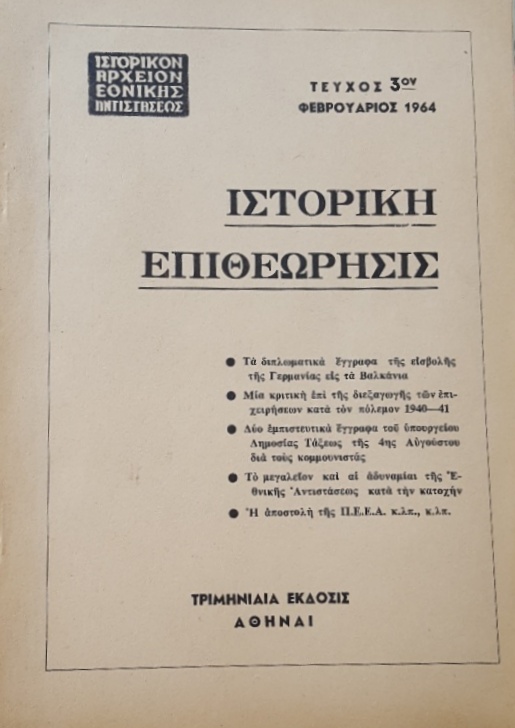 ΙΣΤΟΡΙΚΟΝ
ΑΡΧΕΙΟΝ
ΕΘΝΙΚΗΣ
ΑΝΤΙΣΤΑΣΕΩΣ
ΤΕΥΧΟΣ 3ον
ΦΕΒΡΟΥΑΡΙΟΣ 1964
ΙΣΤΟΡΙΚΗ
ΕΠΙΘΕΩΡΗΣΙΣ
● Τὰ διπλωματικὰ ἔγγραφα τῆς εἰσβολῆς
τῆς Γερμανίας εἰς τὰ Βαλκάνια
● Μία κριτικὴ ἐπὶ τῆς διεξαγωγῆς τῶν ἐπι-
χειρήσεων κατὰ τὸν πόλεμον 1940—41
● Δύο ἐμπιστευτικὰ ἔγγραφα τοῦ ὑπουργείου
Δημοσίας Τάξεως τῆς 4ης Αὐγούστου
διὰ τοὺς κομμουνιστάς
● Τὸ μεγαλεῖον καὶ αἱ ἀδυναμίαι τῆς Ἐ-
θνικῆς Ἀντιστάσεως κατὰ τὴν κατοχήν
● Ἡ ἀποστολὴ τῆς Π.Ε.Ε.Α. κ.λπ., κ.λπ.
ΤΡΙΜΗΝΙΑΙΑ ΕΚΔΟΣΙΣ
ΑΘΗΝΑΙ